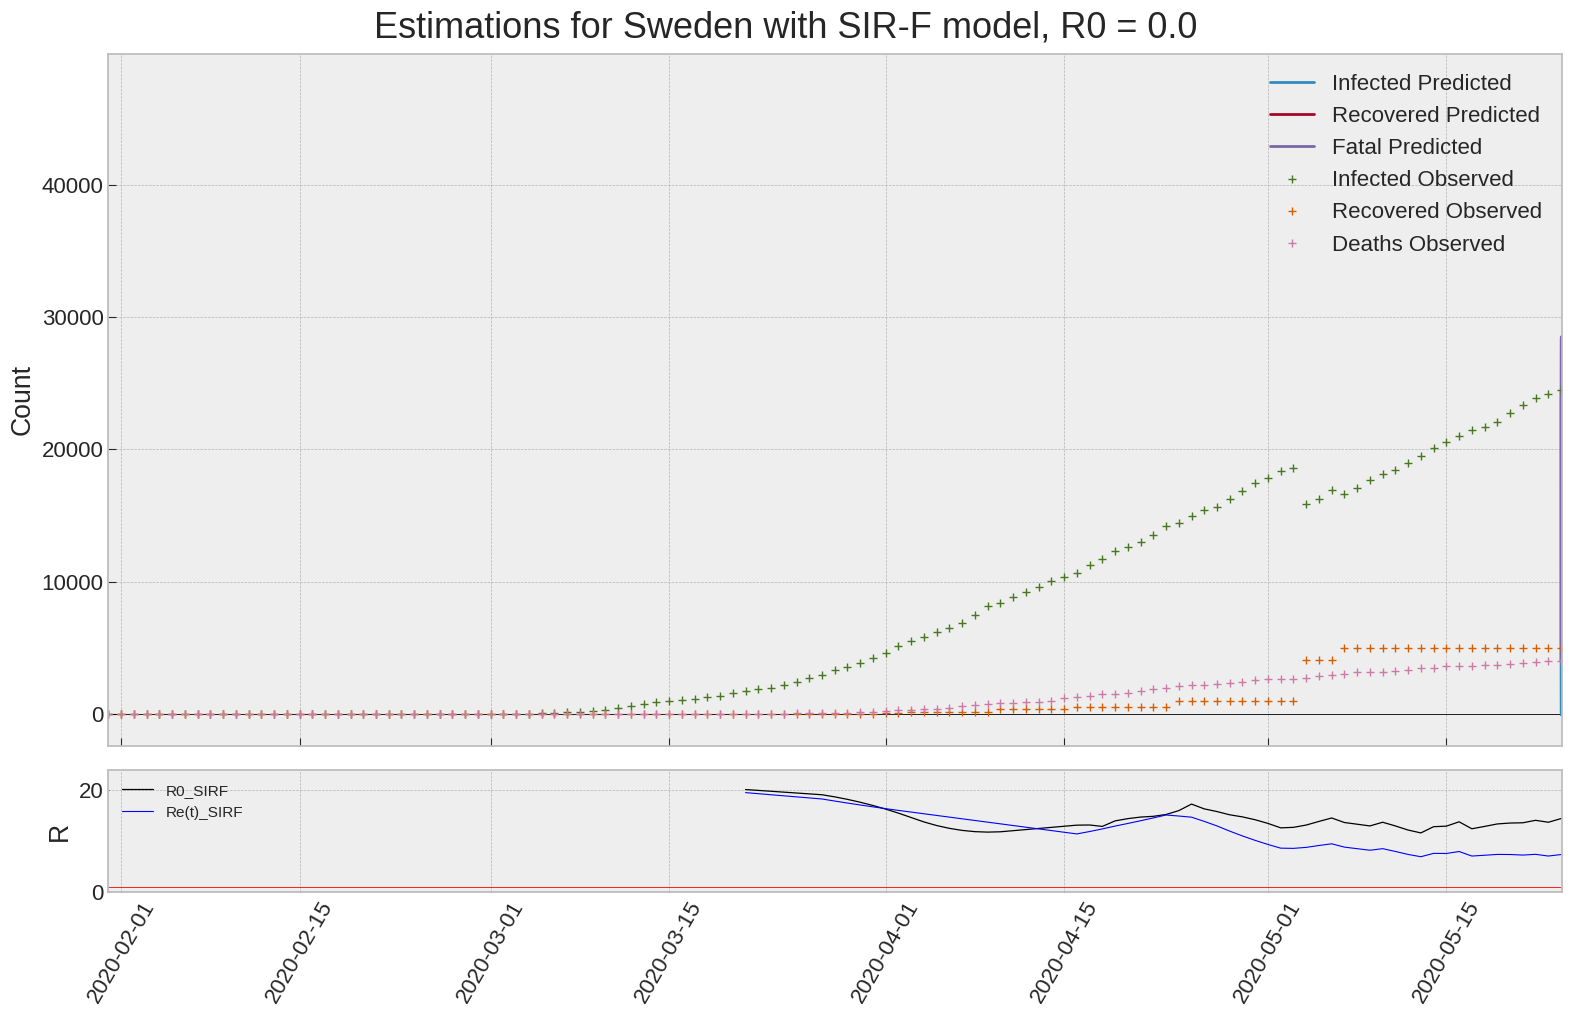 Estimations for Sweden with SIR-F model, R0 = 0.0
Infected Predicted
Recovered Predicted
Fatal Predicted
Infected Observed
Recovered Observed
Deaths Observed
Count
40000
30000
20000
10000
0
R0_SIRF
Re(t)_SIRF
R
20
0
2020-02-01
2020-02-15
2020-03-01
2020-03-15
2020-04-01
2020-04-15
2020-05-01
2020-05-15